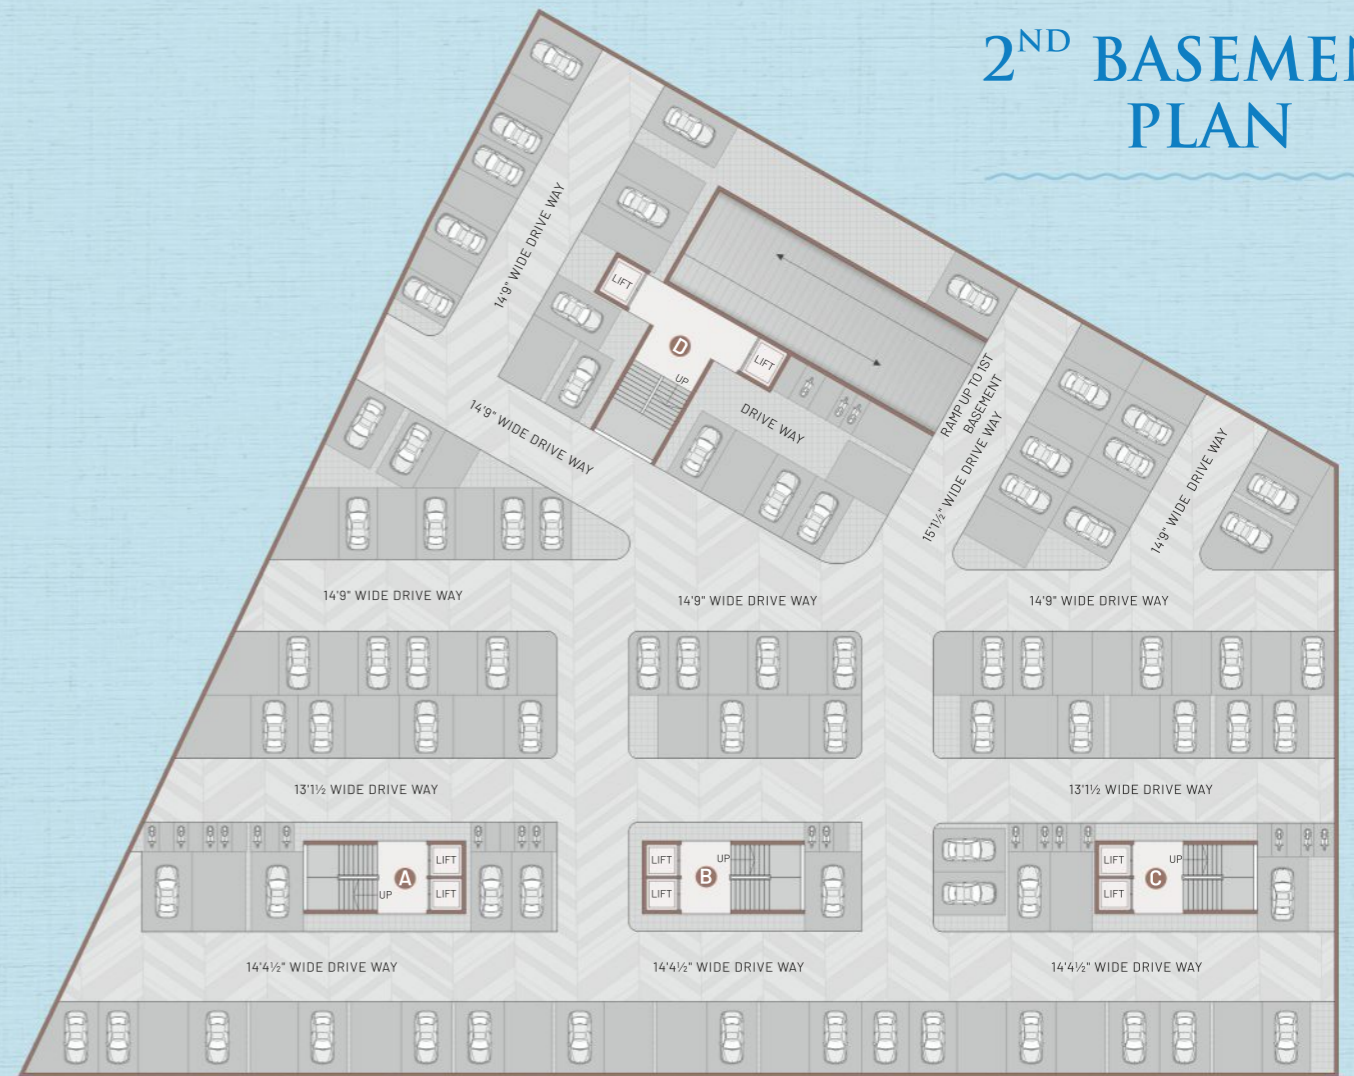 2ND BASEMEN
PLAN
14'9" WIDE DRIVE WAY
LIFT
D
LIFT
UP
DRIVE WAY
14'9" WIDE DRIVE WAY
RAMP UP TO 1ST
BASEMENT
15'1½" WIDE DRIVE WAY
14'9" WIDE DRIVE WAY
14'9" WIDE DRIVE WAY
14'9" WIDE DRIVE WAY
14'9" WIDE DRIVE WAY
13'1½ WIDE DRIVE WAY
13'1½ WIDE DRIVE WAY
A
UP
LIFT
LIFT
LIFT
LIFT
B
UP
LIFT
LIFT
UP
C
14'4½" WIDE DRIVE WAY
14'4½" WIDE DRIVE WAY
14'4½" WIDE DRIVE WAY